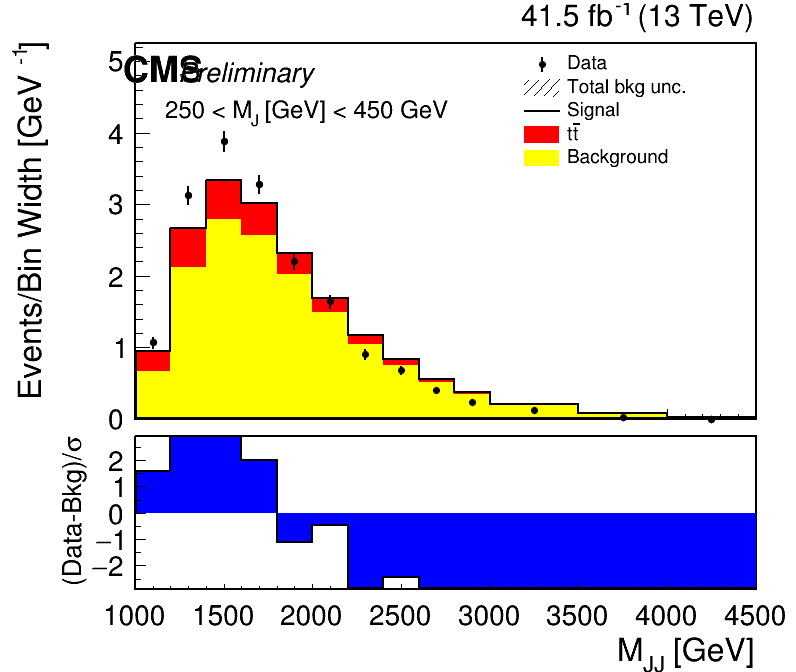 41.5 fb⁻¹ (13 TeV)
CMS Preliminary
250 < M_J [GeV] < 450 GeV
Data
Total bkg unc.
Signal
tt̄
Background
Events/Bin Width [GeV⁻¹]
5
4
3
2
1
0
(Data-Bkg)/σ
2
1
0
−1
−2
1000 1500 2000 2500 3000 3500 4000 4500
M_JJ [GeV]